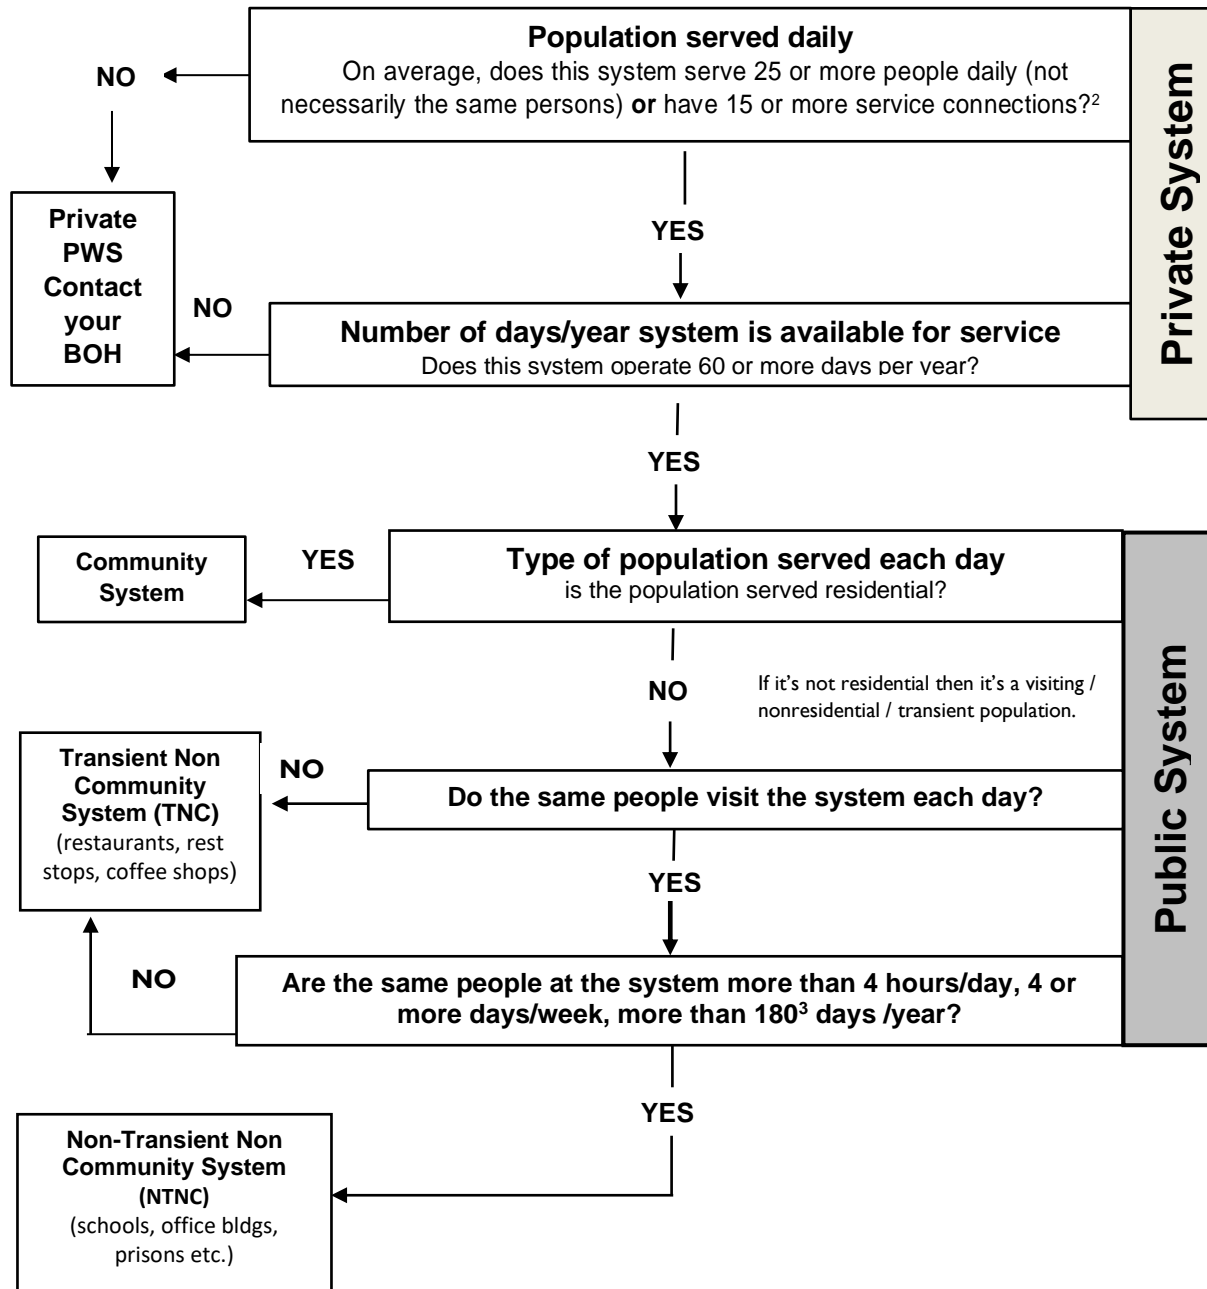 Population served daily
On average, does this system serve 25 or more people daily (not
necessarily the same persons) or have 15 or more service connections?²
Private System
NO
Private
PWS
Contact
your
BOH
YES
NO
Number of days/year system is available for service
Does this system operate 60 or more days per year?
YES
Community
System
YES
Type of population served each day
is the population served residential?
Public System
NO
If it’s not residential then it’s a visiting /
nonresidential / transient population.
Transient Non
Community
System (TNC)
(restaurants, rest
stops, coffee shops)
NO
Do the same people visit the system each day?
YES
NO
Are the same people at the system more than 4 hours/day, 4 or
more days/week, more than 180³ days /year?
YES
Non-Transient Non
Community System
(NTNC)
(schools, office bldgs,
prisons etc.)